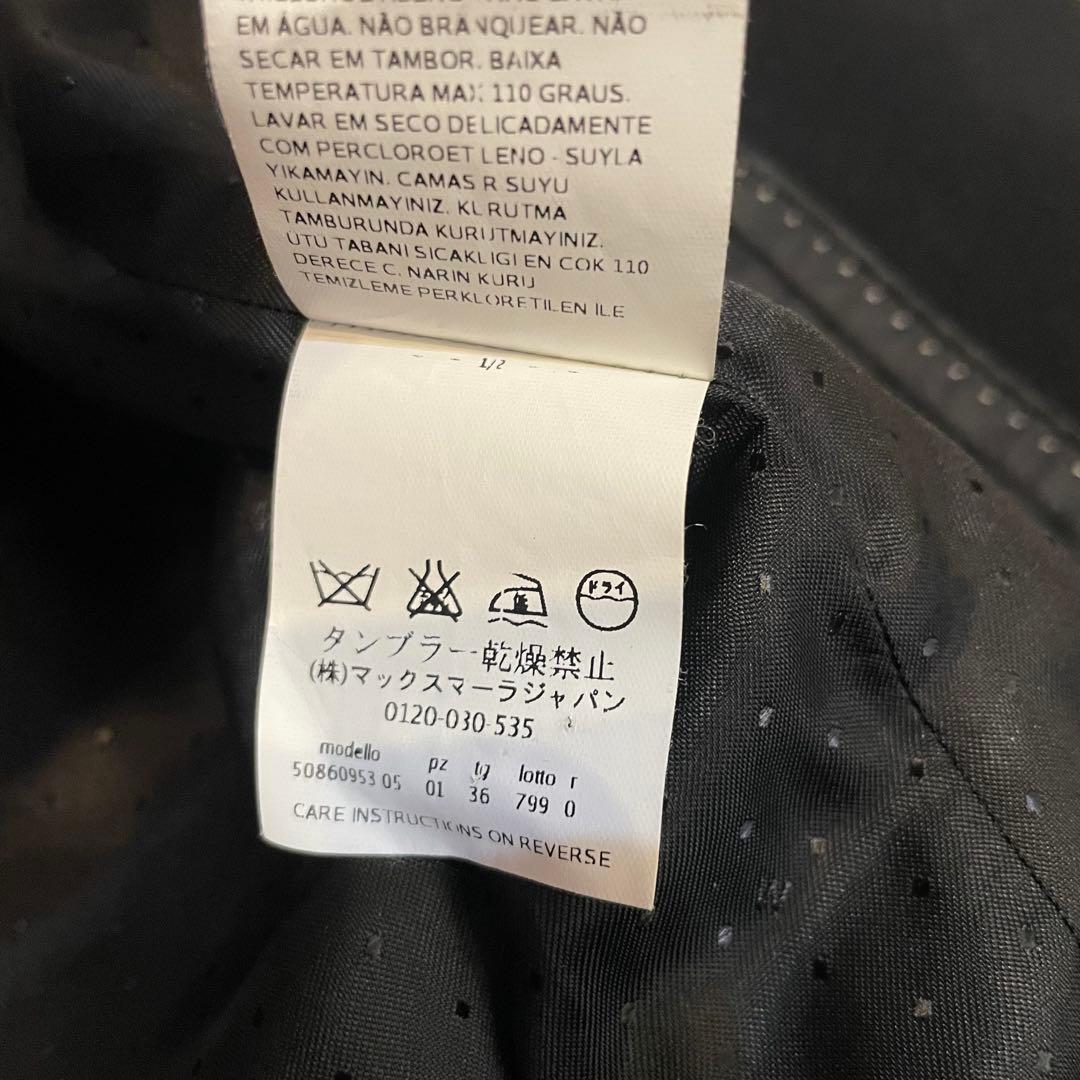 EM ÁGUA. NÃO BRANQUEAR. NÃO
SECAR EM TAMBOR. BAIXA
TEMPERATURA MAX: 110 GRAUS.
LAVAR EM SECO DELICADAMENTE
COM PERCLOROET LENO - SUYLA
YIKAMAYIN. CAMAS R SUYU
KULLANMAYINIZ. KURUTMA
TAMBURUNDA KURUTMAYINIZ.
ÜTÜ TABANI SICAKLIGI EN COK 110
DERECE C. NARIN KURU
TEMIZLEME PERKLORETILEN ILE
1/2
ドライ
低
タンブラー乾燥禁止
(株)マックスマーラジャパン
0120-030-535
modello pz tg lotto r
50860953 05 01 36 799 0
CARE INSTRUCTIONS ON REVERSE